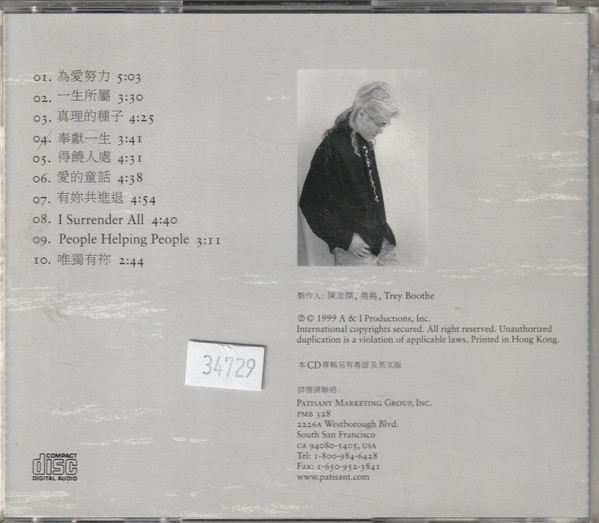 01. 為愛努力 5:03
02. 一生所屬 3:30
03. 真理的種子 4:25
04. 奉獻一生 3:41
05. 得饒人處 4:31
06. 愛的童話 4:38
07. 有妳共進退 4:54
08. I Surrender All 4:40
09. People Helping People 3:11
10. 唯獨有祢 2:44
製作人: 陳志傑, 堯堯, Trey Boothe
℗ © 1999 A & I Productions, Inc.
International copyrights secured. All right reserved. Unauthorized
duplication is a violation of applicable laws. Printed in Hong Kong.
本CD專輯另有粵語及英文版
詳情請聯絡:
Patisant Marketing Group, Inc.
PMB 328
2226A Westborough Blvd.
South San Francisco
CA 94080-5405, USA
Tel: 1-800-984-6428
Fax: 1-650-952-3841
www.patisant.com
34729
COMPACT
disc
DIGITAL AUDIO